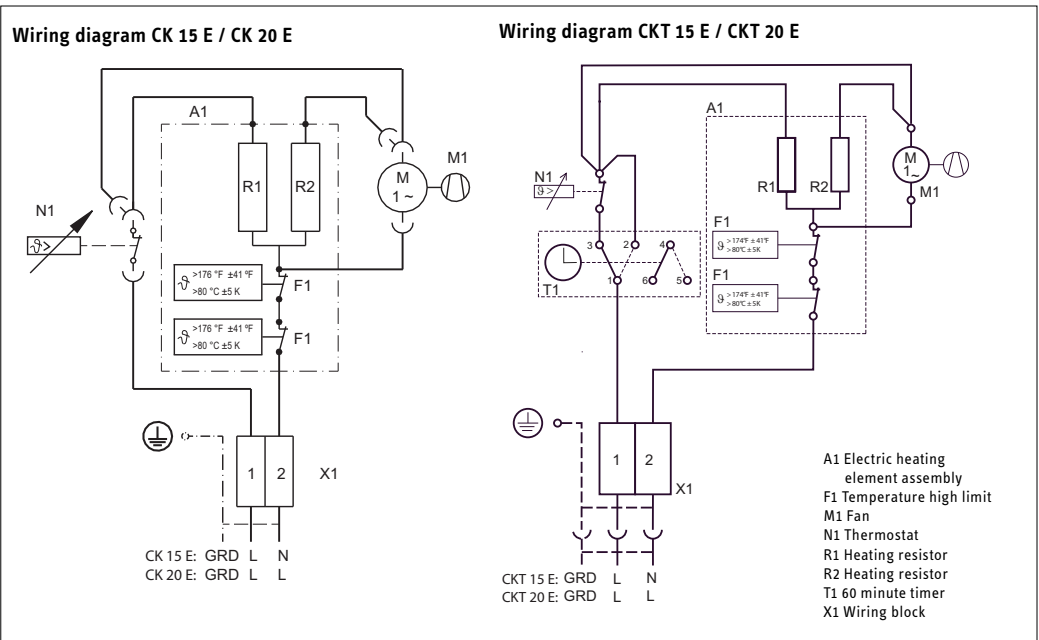 Wiring diagram CK 15 E / CK 20 E
A1
R1
R2
M
1~
M1
N1
ϑ>
ϑ
>176 °F ±41 °F
>80 °C ±5 K
F1
ϑ
>176 °F ±41 °F
>80 °C ±5 K
F1
1
2
X1
CK 15 E: GRD L N
CK 20 E: GRD L L
Wiring diagram CKT 15 E / CKT 20 E
A1
M
1~
M1
R1
R2
N1
ϑ>
F1
ϑ
>174°F ±41°F
>80°C ±5K
F1
ϑ
>174°F ±41°F
>80°C ±5K
3
2
4
1
6
5
T1
1
2
X1
CKT 15 E: GRD L N
CKT 20 E: GRD L L
A1 Electric heating
element assembly
F1 Temperature high limit
M1 Fan
N1 Thermostat
R1 Heating resistor
R2 Heating resistor
T1 60 minute timer
X1 Wiring block